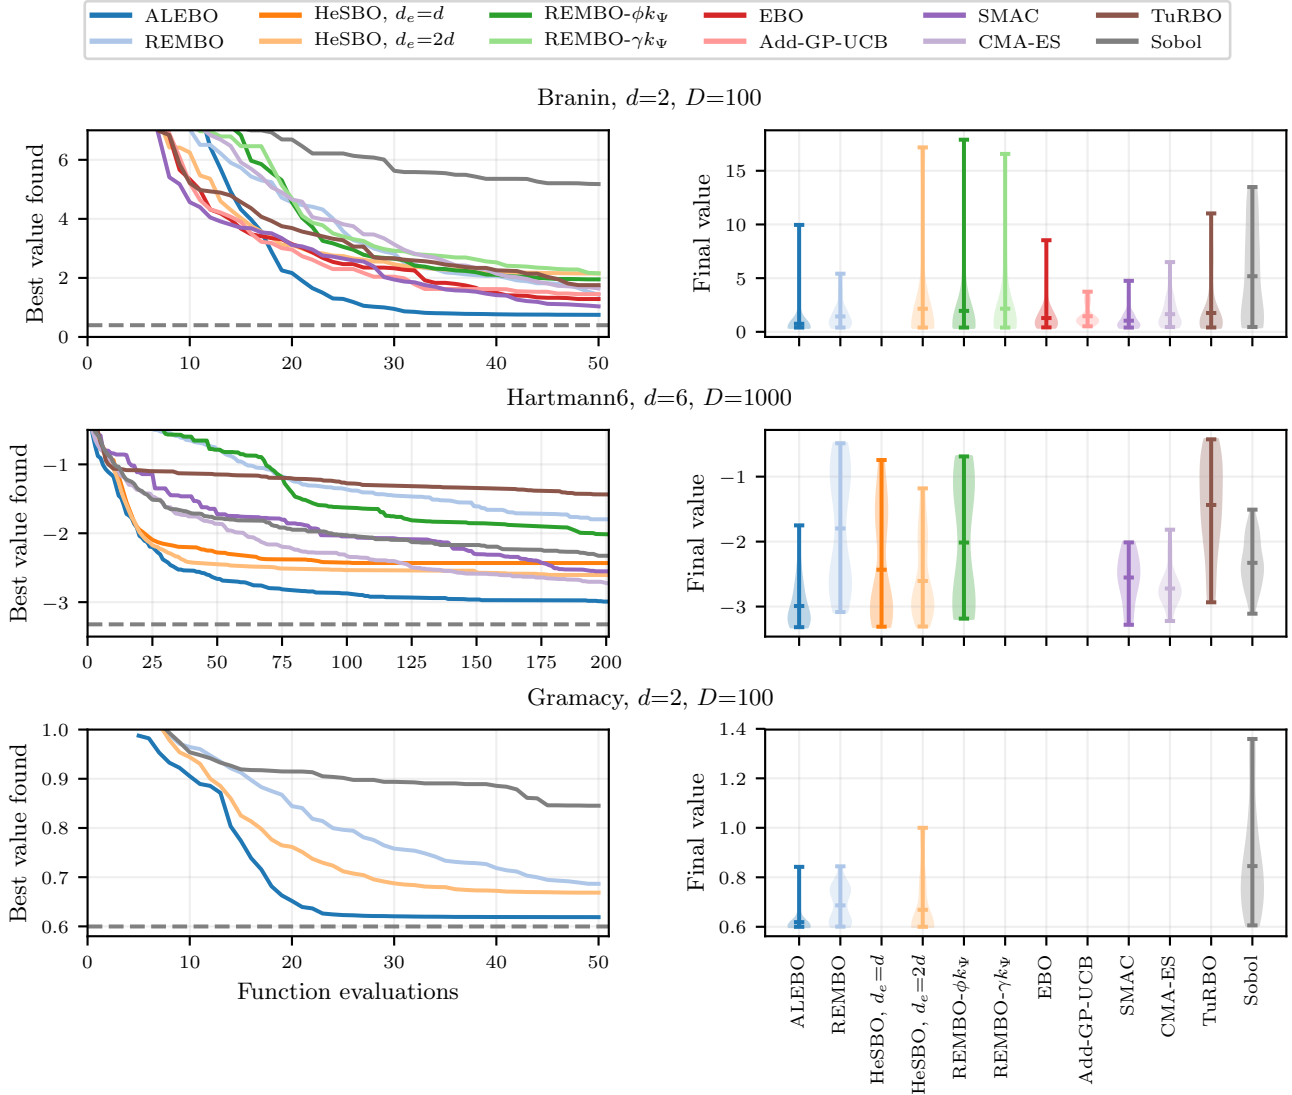 ALEBO HeSBO, d_e=d REMBO-ϕk_Ψ EBO SMAC TuRBO
REMBO HeSBO, d_e=2d REMBO-γk_Ψ Add-GP-UCB CMA-ES Sobol
Branin, d=2, D=100
Best value found
0 2 4 6
0 10 20 30 40 50
Final value
0 5 10 15
Hartmann6, d=6, D=1000
Best value found
−3 −2 −1
0 25 50 75 100 125 150 175 200
Final value
−3 −2 −1
Gramacy, d=2, D=100
Best value found
0.6 0.7 0.8 0.9 1.0
0 10 20 30 40 50
Function evaluations
Final value
0.6 0.8 1.0 1.2 1.4
ALEBO
REMBO
HeSBO, d_e=d
HeSBO, d_e=2d
REMBO-ϕk_Ψ
REMBO-γk_Ψ
EBO
Add-GP-UCB
SMAC
CMA-ES
TuRBO
Sobol